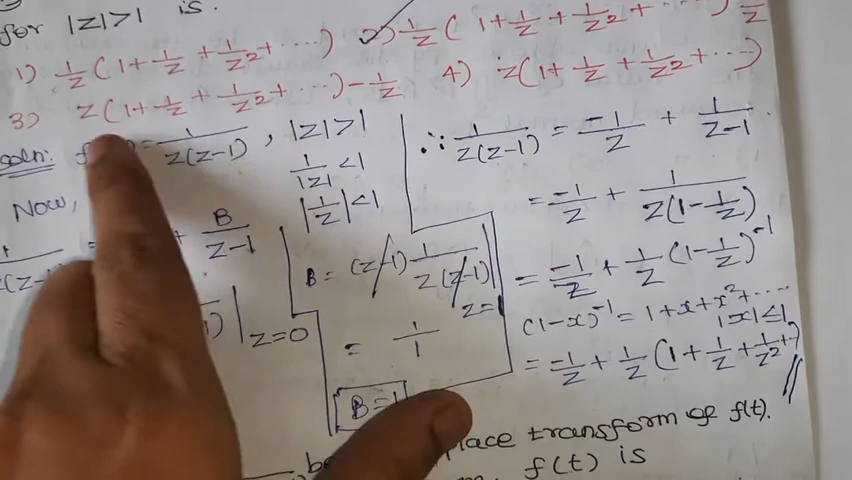 for |z|>1 is.
1) 1/z (1+ 1/z + 1/z² + ....) 2) -1/z (1+ 1/z + 1/z² + .... ) 1/z
3) z (1+ 1/z + 1/z² + ...) - 1/z 4) z(1+ 1/z + 1/z² + ...)
Soln: 1/z(z-1) , |z|>1
1/|z| < 1
|1/z| < 1
Now,
+ B/z-1
z=0
B = (z-1) 1/z(z-1) z=1
= 1/1
B=1
∴ 1/z(z-1) = -1/z + 1/z-1
= -1/z + 1/z(1-1/z)
= -1/z + 1/z (1-1/z)^-1
(1-x)^-1 = 1+x+x²+....
|x|<1
= -1/z + 1/z (1+ 1/z + 1/z² +
place transform of f(t).
f(t) is